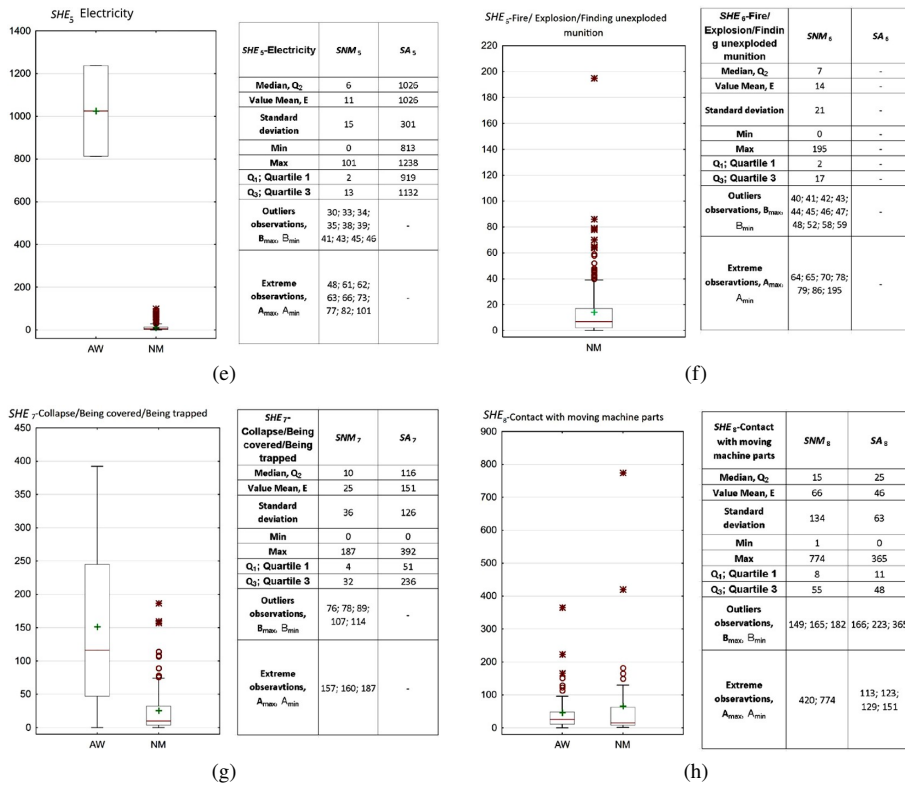 SHE5 Electricity
1400
1200
1000
800
600
400
200
0
AW NM
SHE5-Electricity SNM5 SA5
Median, Q2 6 1026
Value Mean, E 11 1026
Standard
deviation 15 301
Min 0 813
Max 101 1238
Q1; Quartile 1 2 919
Q3; Quartile 3 13 1132
Outliers
observations,
Bmax, Bmin
30; 33; 34;
35; 38; 39;
41; 43; 45; 46
-
Extreme
obseravtions,
Amax, Amin
48; 61; 62;
63; 66; 73;
77; 82; 101
-
(e)
SHE5-Fire/ Explosion/Finding unexploded
munition
220
200
180
160
140
120
100
80
60
40
20
0
NM
SHE6-Fire/
Explosion/Findin
g unexploded
munition
SNM6 SA6
Median, Q2 7 -
Value Mean, E 14 -
Standard deviation 21 -
Min 0 -
Max 195 -
Q1; Quartile 1 2 -
Q3; Quartile 3 17 -
Outliers
observations, Bmax,
Bmin
40; 41; 42; 43;
44; 45; 46; 47;
48; 52; 58; 59
-
Extreme
obseravtions, Amax,
Amin
64; 65; 70; 78;
79; 86; 195
-
(f)
SHE7-Collapse/Being covered/Being trapped
450
400
350
300
250
200
150
100
50
0
AW NM
SHE7-
Collapse/Being
covered/Being
trapped
SNM7 SA7
Median, Q2 10 116
Value Mean, E 25 151
Standard
deviation 36 126
Min 0 0
Max 187 392
Q1; Quartile 1 4 51
Q3; Quartile 3 32 236
Outliers
observations,
Bmax, Bmin
76; 78; 89;
107; 114
-
Extreme
obseravtions,
Amax, Amin
157; 160; 187
-
(g)
SHE8-Contact with moving machine parts
900
800
700
600
500
400
300
200
100
0
AW NM
SHE8-Contact
with moving
machine parts
SNM8 SA8
Median, Q2 15 25
Value Mean, E 66 46
Standard
deviation 134 63
Min 1 0
Max 774 365
Q1; Quartile 1 8 11
Q3; Quartile 3 55 48
Outliers
observations,
Bmax, Bmin
149; 165; 182
166; 223; 365
Extreme
obseravtions,
Amax, Amin
420; 774
113; 123;
129; 151
(h)